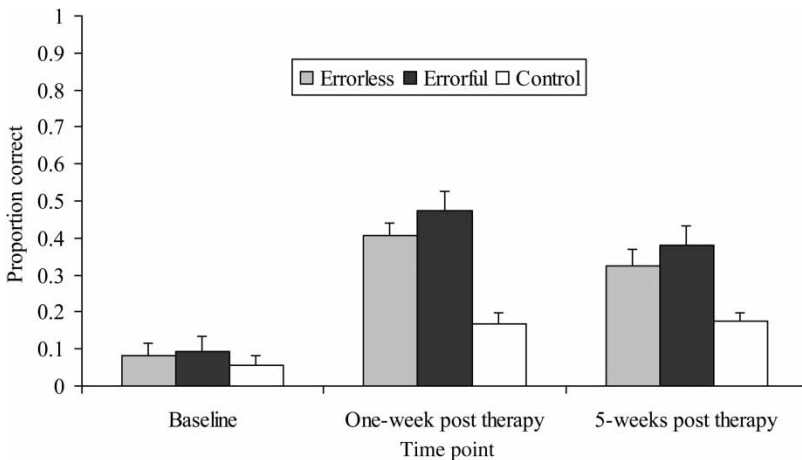 1
0.9
0.8
0.7
0.6
0.5
0.4
0.3
0.2
0.1
0
Proportion correct
Errorless Errorful Control
Baseline One-week post therapy 5-weeks post therapy
Time point